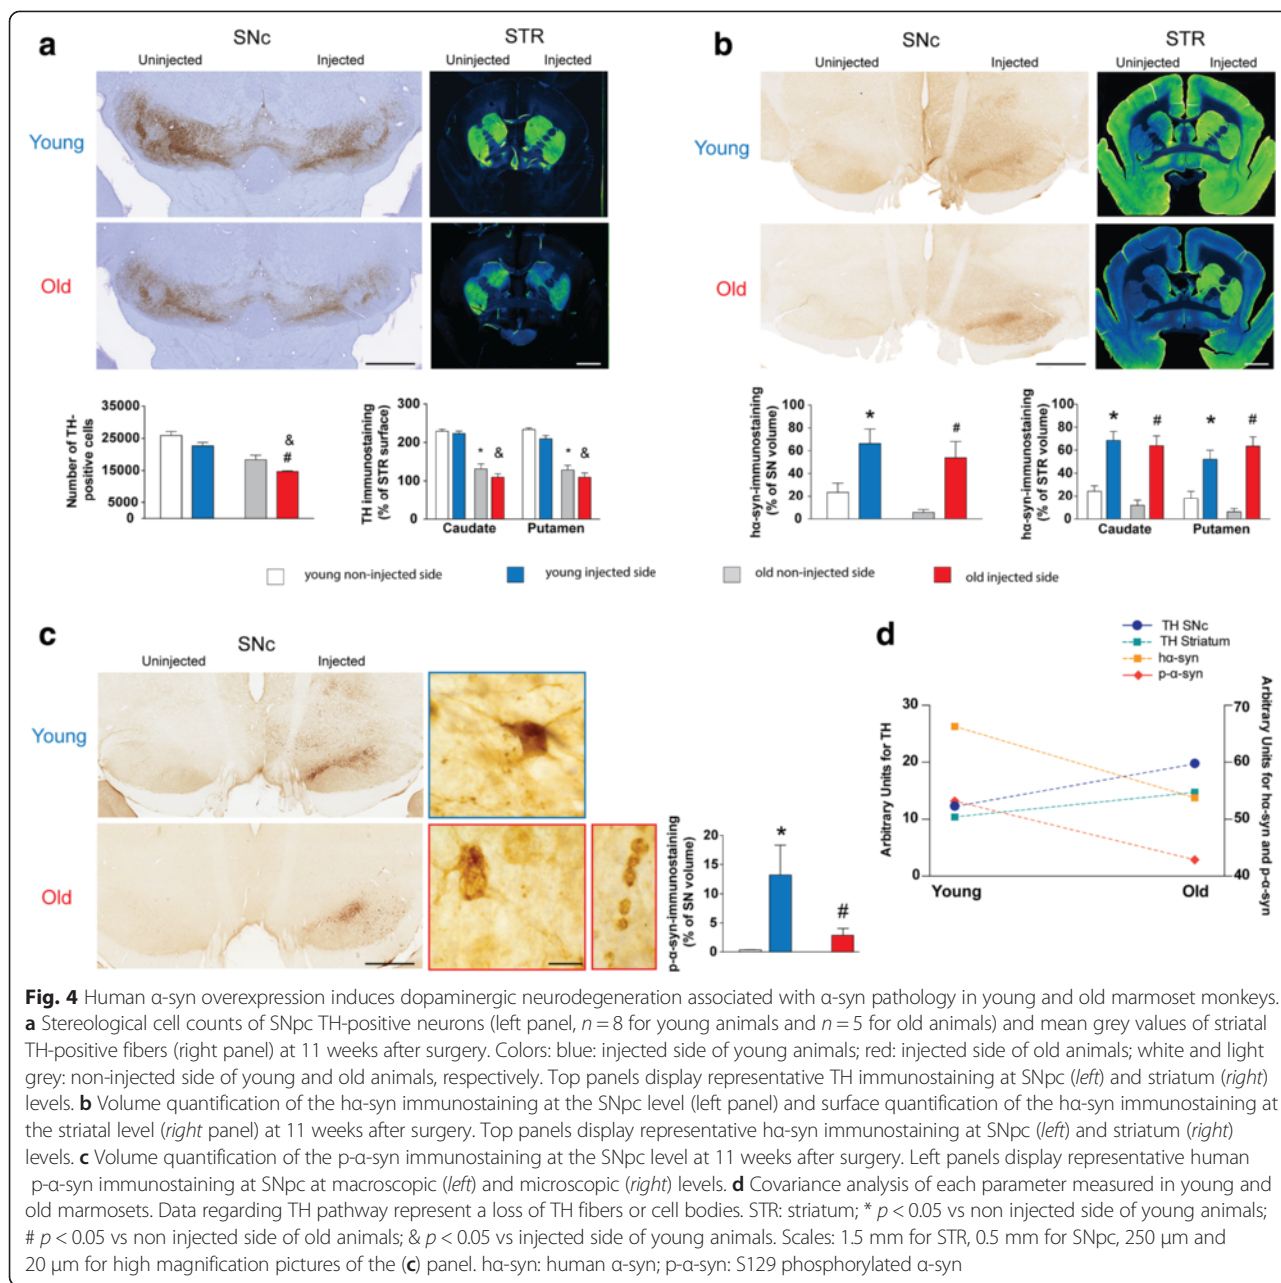 a
SNc
STR
Uninjected
Injected
Uninjected
Injected
Young
Old
Number of TH-
positive cells
35000
25000
15000
5000
0
&
#
TH immunostaining
(% of STR surface)
300
200
100
0
* &
* &
Caudate
Putamen
b
SNc
STR
Uninjected
Injected
Uninjected
Injected
Young
Old
hα-syn-immunostaining
(% of SN volume)
100
80
60
40
20
0
*
#
hα-syn-immunostaining
(% of STR volume)
100
80
60
40
20
0
* #
* #
Caudate
Putamen
young non-injected side
young injected side
old non-injected side
old injected side
c
SNc
Uninjected
Injected
Young
Old
p-α-syn-immunostaining
(% of SN volume)
20
15
10
5
0
*
#
d
TH SNc
TH Striatum
hα-syn
p-α-syn
Arbitrary Units for TH
30
20
10
0
Arbitrary Units for hα-syn and p-α-syn
70
60
50
40
Young
Old
Fig. 4 Human α-syn overexpression induces dopaminergic neurodegeneration associated with α-syn pathology in young and old marmoset monkeys.
a Stereological cell counts of SNpc TH-positive neurons (left panel, n = 8 for young animals and n = 5 for old animals) and mean grey values of striatal
TH-positive fibers (right panel) at 11 weeks after surgery. Colors: blue: injected side of young animals; red: injected side of old animals; white and light
grey: non-injected side of young and old animals, respectively. Top panels display representative TH immunostaining at SNpc (left) and striatum (right)
levels. b Volume quantification of the hα-syn immunostaining at the SNpc level (left panel) and surface quantification of the hα-syn immunostaining at
the striatal level (right panel) at 11 weeks after surgery. Top panels display representative hα-syn immunostaining at SNpc (left) and striatum (right)
levels. c Volume quantification of the p-α-syn immunostaining at the SNpc level at 11 weeks after surgery. Left panels display representative human
p-α-syn immunostaining at SNpc at macroscopic (left) and microscopic (right) levels. d Covariance analysis of each parameter measured in young and
old marmosets. Data regarding TH pathway represent a loss of TH fibers or cell bodies. STR: striatum; * p < 0.05 vs non injected side of young animals;
# p < 0.05 vs non injected side of old animals; & p < 0.05 vs injected side of young animals. Scales: 1.5 mm for STR, 0.5 mm for SNpc, 250 μm and
20 μm for high magnification pictures of the (c) panel. hα-syn: human α-syn; p-α-syn: S129 phosphorylated α-syn